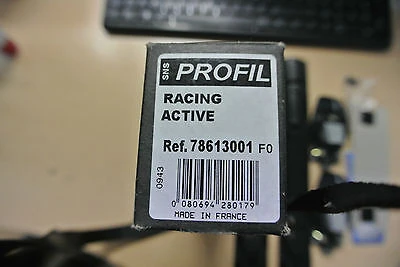 SNS PROFIL
RACING
ACTIVE
Ref. 78613001 F0
0943
0 080694 280179
MADE IN FRANCE